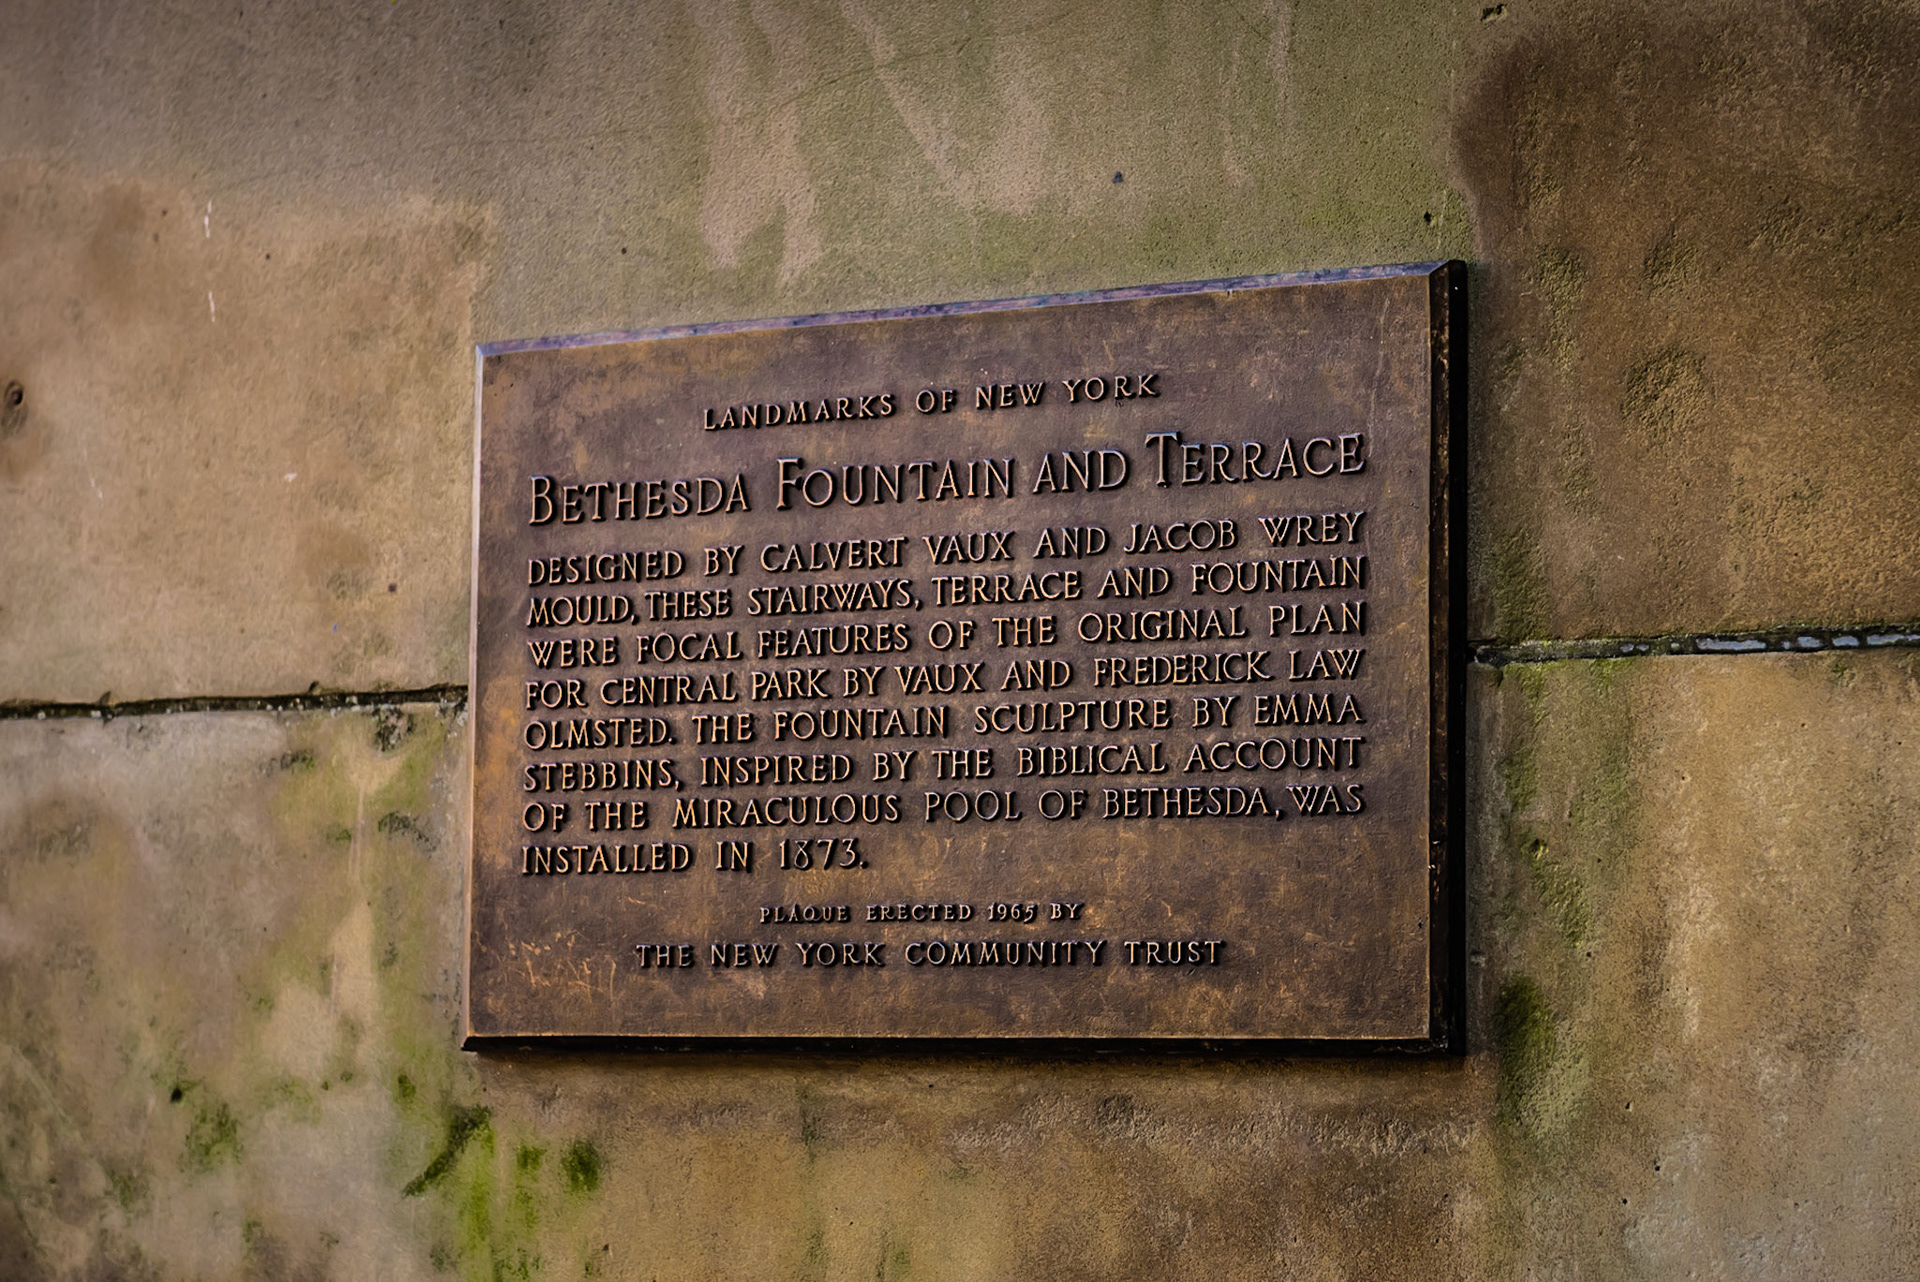 LANDMARKS OF NEW YORK
BETHESDA FOUNTAIN AND TERRACE
DESIGNED BY CALVERT VAUX AND JACOB WREY
MOULD, THESE STAIRWAYS, TERRACE AND FOUNTAIN
WERE FOCAL FEATURES OF THE ORIGINAL PLAN
FOR CENTRAL PARK BY VAUX AND FREDERICK LAW
OLMSTED. THE FOUNTAIN SCULPTURE BY EMMA
STEBBINS, INSPIRED BY THE BIBLICAL ACCOUNT
OF THE MIRACULOUS POOL OF BETHESDA, WAS
INSTALLED IN 1873.
PLAQUE ERECTED 1965 BY
THE NEW YORK COMMUNITY TRUST